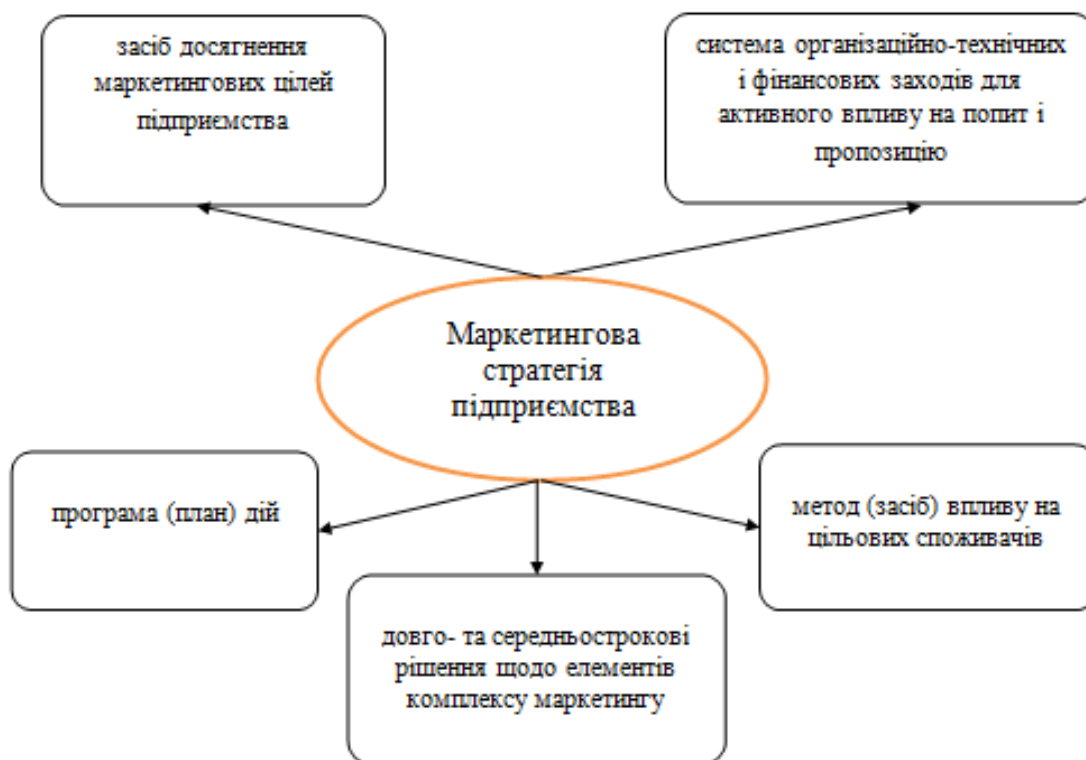 засіб досягнення
маркетингових цілей
підприємства
система організаційно-технічних
і фінансових заходів для
активного впливу на попит і
пропозицію
Маркетингова
стратегія
підприємства
програма (план) дій
метод (засіб) впливу на
цільових споживачів
довго- та середньострокові
рішення щодо елементів
комплексу маркетингу